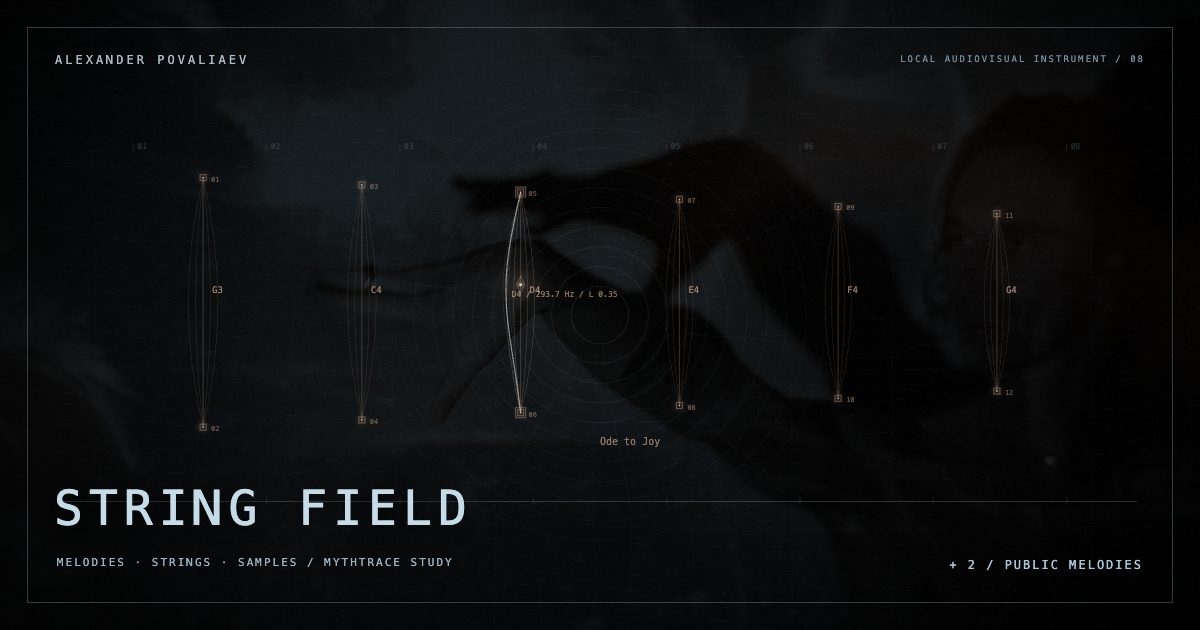 ALEXANDER POVALIAEV
LOCAL AUDIOVISUAL INSTRUMENT / 08
01 02 03 04 05 06 07 08
01 03 05 07 09 11
G3 C4 D4 E4 F4 G4
D4 / 293.7 Hz / L 0.35
02 04 06 08 10 12
Ode to Joy
STRING FIELD
MELODIES · STRINGS · SAMPLES / MYTHTRACE STUDY
+ 2 / PUBLIC MELODIES